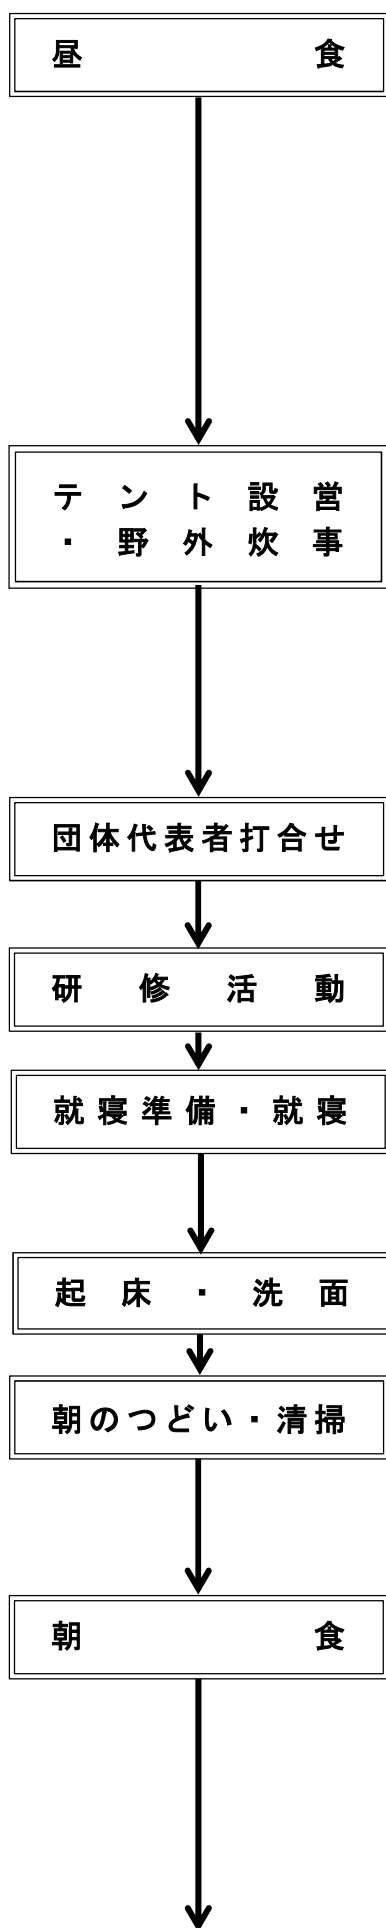 昼食
テント設営
・野外炊事
団体代表者打合せ
研修活動
就寝準備・就寝
起床・洗面
朝のつどい・清掃
朝食